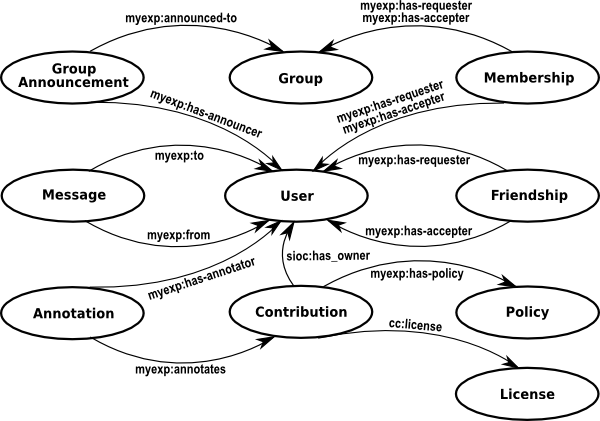 myexp:announced-to
myexp:has-requester
myexp:has-accepter
Group
Announcement
Group
Membership
myexp:has-announcer
myexp:has-requester
myexp:has-accepter
myexp:to
myexp:has-requester
Message
User
Friendship
myexp:from
myexp:has-accepter
sioc:has_owner
myexp:has-annotator
myexp:has-policy
Annotation
Contribution
Policy
cc:license
myexp:annotates
License